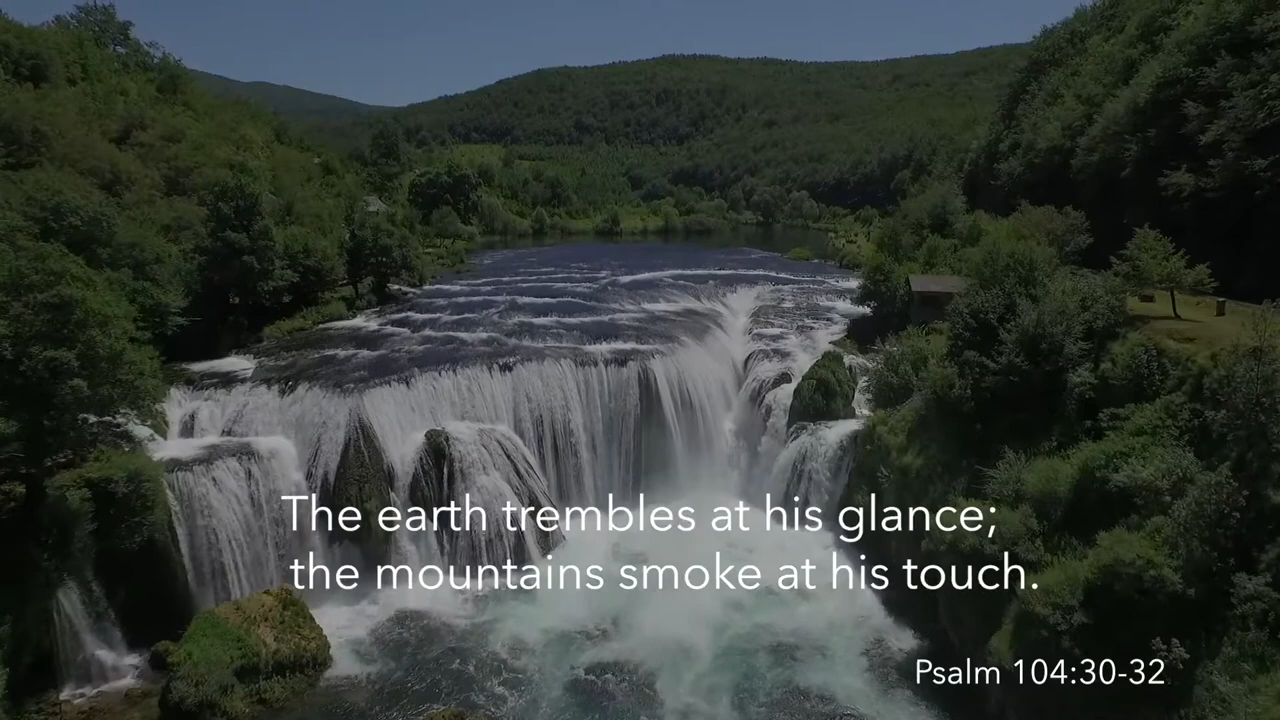 The earth trembles at his glance;
the mountains smoke at his touch.
Psalm 104:30-32